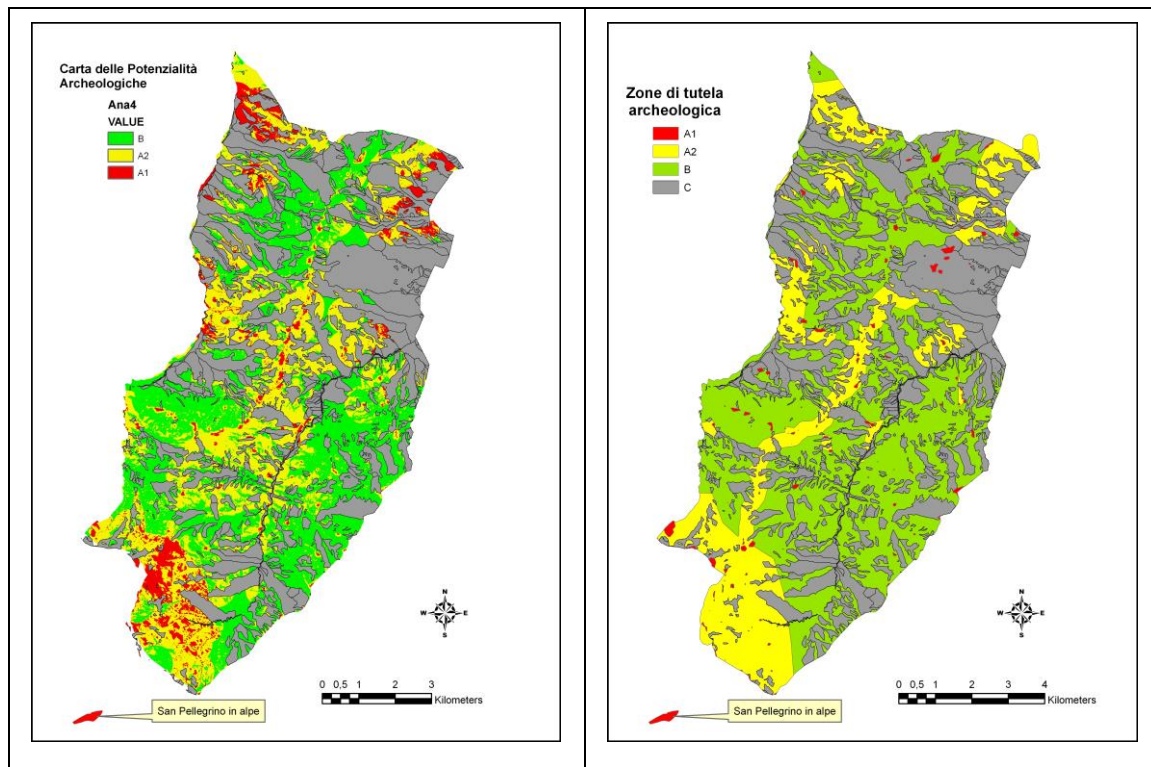 Carta delle Potenzialità
Archeologiche
Ana4
VALUE
B
A2
A1
N
W E
S
0 0,5 1 2 3
Kilometers
San Pellegrino in alpe
Zone di tutela
archeologica
A1
A2
B
C
N
W E
S
0 0,5 1 2 3 4
Kilometers
San Pellegrino in alpe